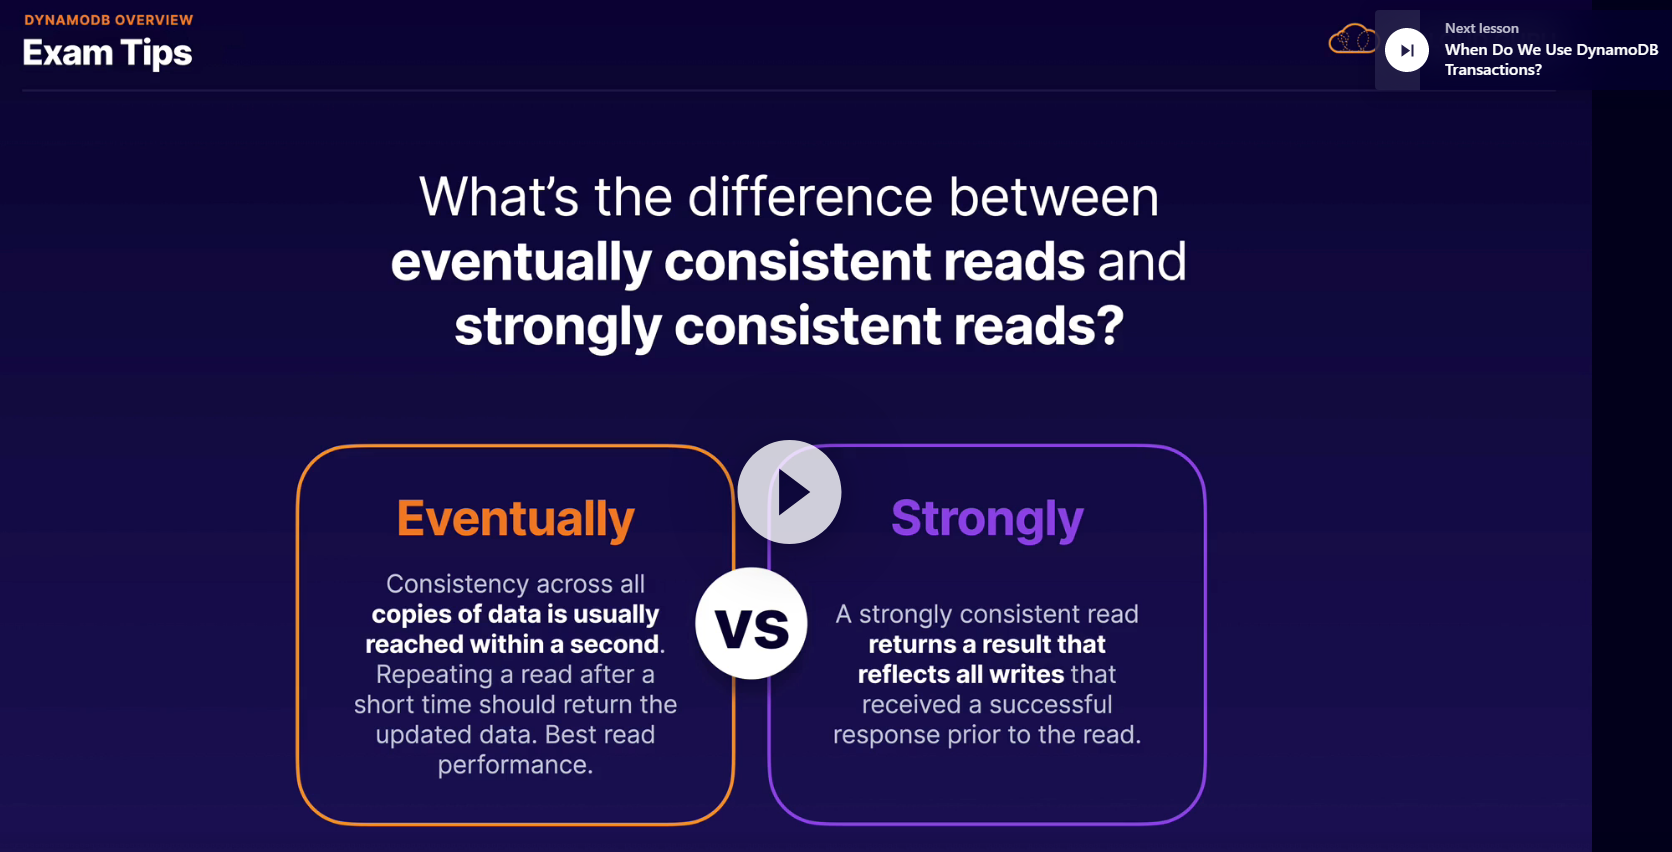 DYNAMODB OVERVIEW
Exam Tips
Next lesson
When Do We Use DynamoDB
Transactions?
What's the difference between
eventually consistent reads and
strongly consistent reads?
Eventually
Consistency across all
copies of data is usually
reached within a second.
Repeating a read after a
short time should return the
updated data. Best read
performance.
vs
Strongly
A strongly consistent read
returns a result that
reflects all writes that
received a successful
response prior to the read.